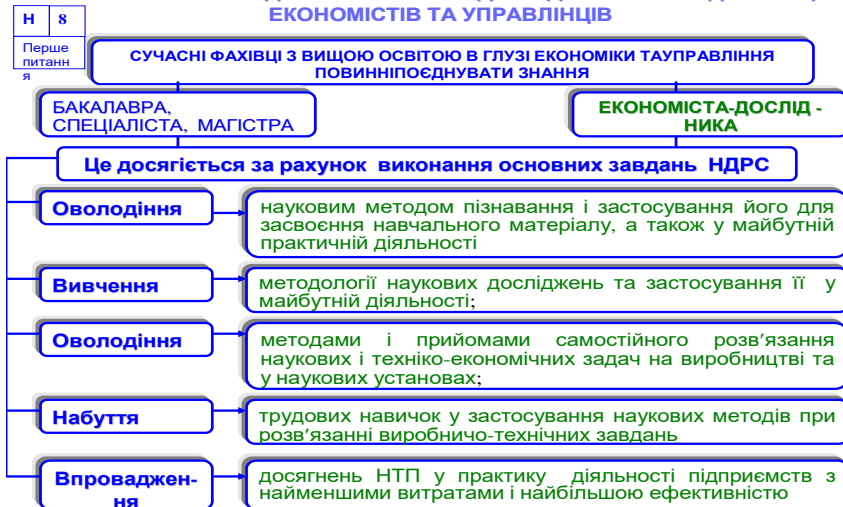 ЕКОНОМІСТІВ ТА УПРАВЛІНЦІВ
Н 8
Перше
питанн
я
СУЧАСНІ ФАХІВЦІ З ВИЩОЮ ОСВІТОЮ В ГЛУЗІ ЕКОНОМІКИ ТАУПРАВЛІННЯ
ПОВИННІПОЄДНУВАТИ ЗНАННЯ
БАКАЛАВРА,
СПЕЦІАЛІСТА, МАГІСТРА
ЕКОНОМІСТА-ДОСЛІД -
НИКА
Це досягіється за рахунок виконання основних завдань НДРС
Оволодіння
науковим методом пізнавання і застосування його для
засвоєння навчального матеріалу, а також у майбутній
практичній діяльності
Вивчення
методології наукових досліджень та застосування її у
майбутній діяльності;
Оволодіння
методами і прийомами самостійного розв'язання
наукових і техніко-економічних задач на виробництві та
у наукових установах;
Набуття
трудових навичок у застосування наукових методів при
розв'язанні виробничо-технічних завдань
Впроваджен-
ня
досягнень НТП у практику діяльності підприємств з
найменшими витратами і найбільшою ефективністю